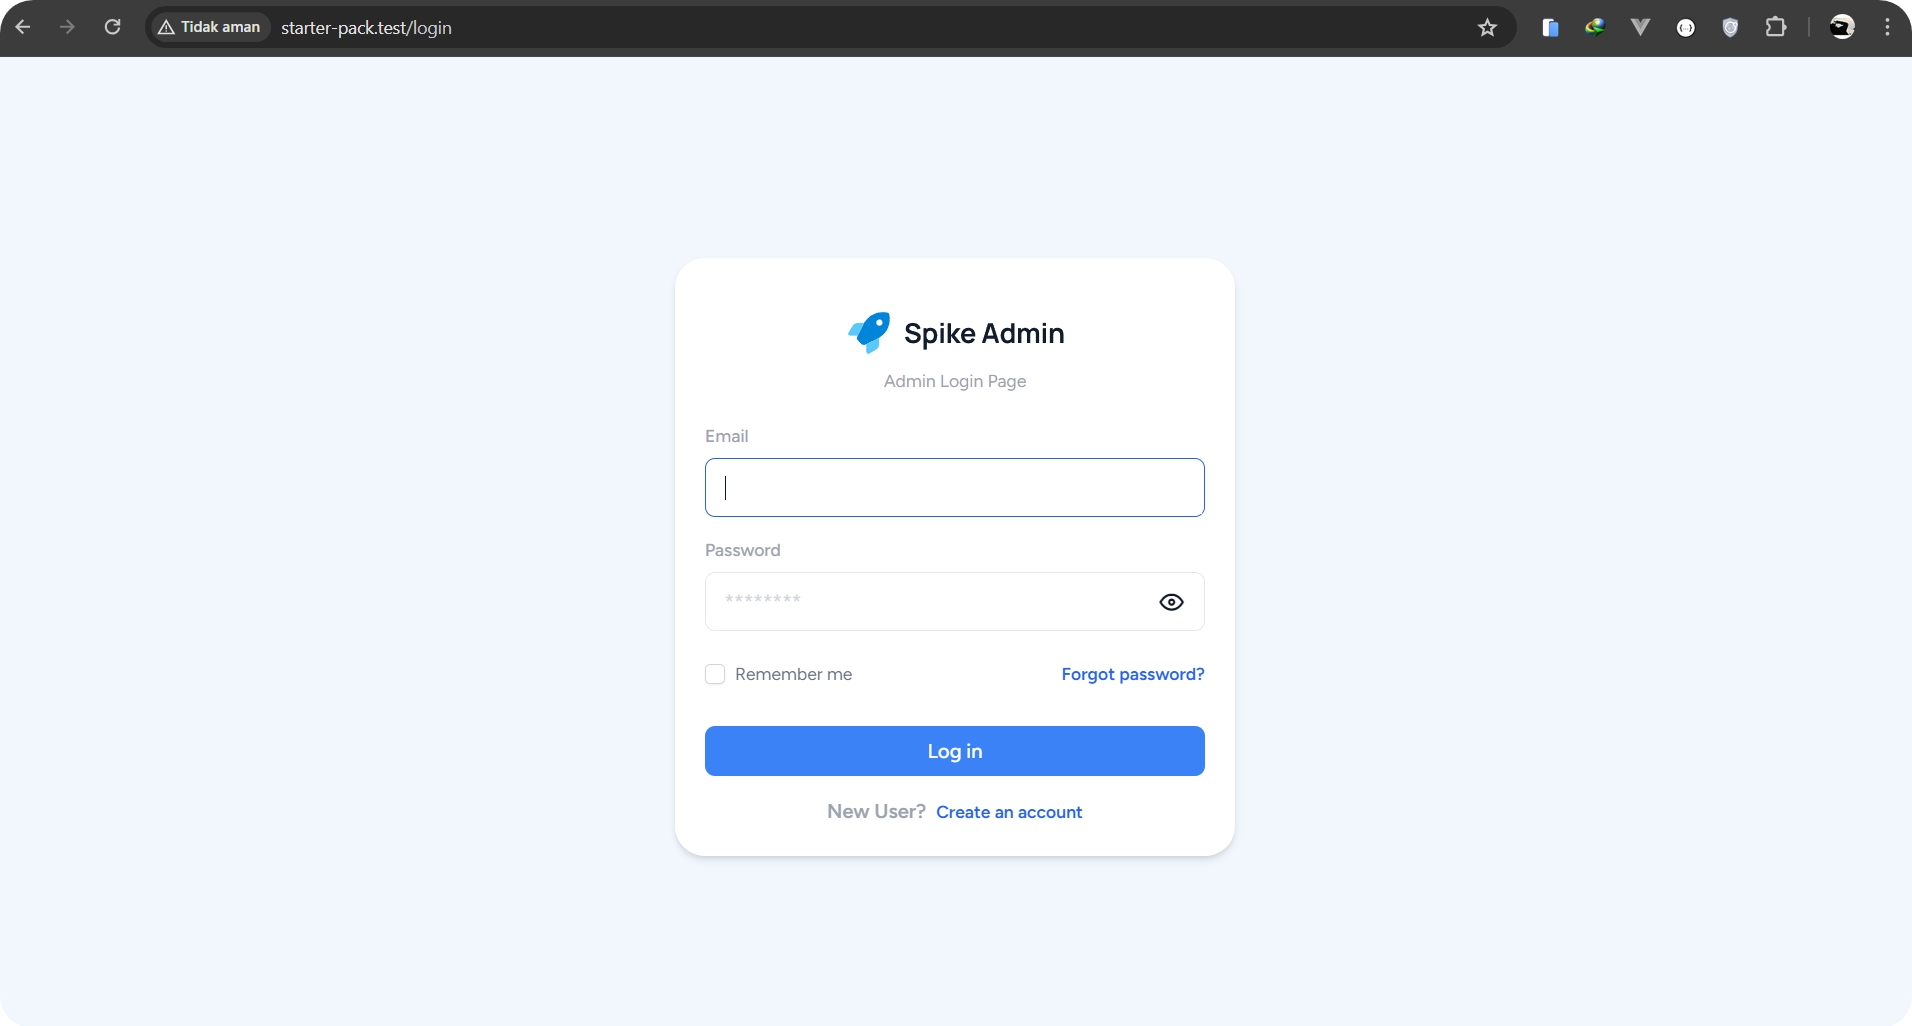 Tidak aman starter-pack.test/login
Spike Admin
Admin Login Page
Email
Password
********
Remember me Forgot password?
Log in
New User? Create an account